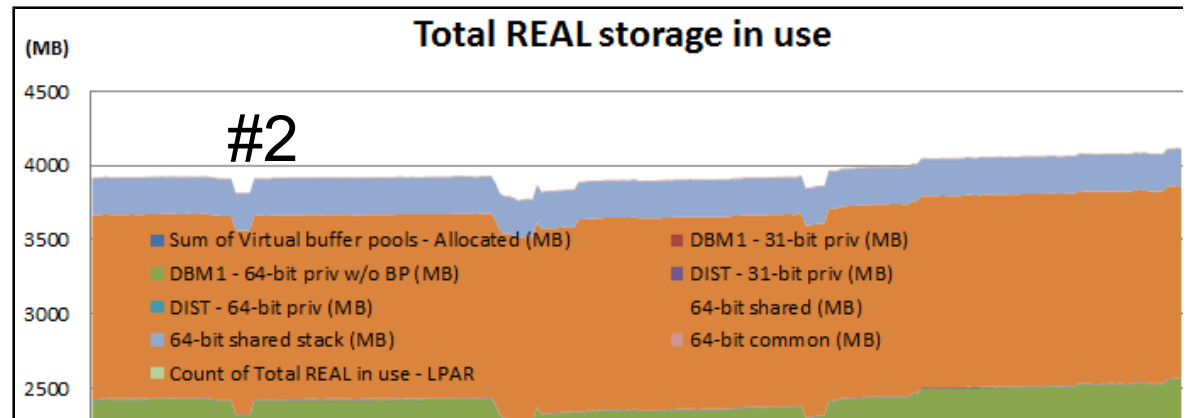 Total REAL storage in use
(MB)
4500
#2
4000
3500
Sum of Virtual buffer pools - Allocated (MB) DBM1 - 31-bit priv (MB)
DBM1 - 64-bit priv w/o BP (MB) DIST - 31-bit priv (MB)
DIST - 64-bit priv (MB) 64-bit shared (MB)
3000
64-bit shared stack (MB) 64-bit common (MB)
Count of Total REAL in use - LPAR
2500